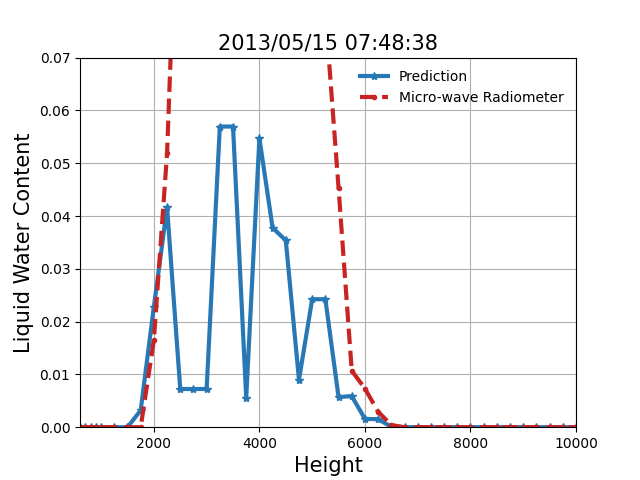 2013/05/15 07:48:38
Prediction
Micro-wave Radiometer
Liquid Water Content
0.07
0.06
0.05
0.04
0.03
0.02
0.01
0.00
2000 4000 6000 8000 10000
Height